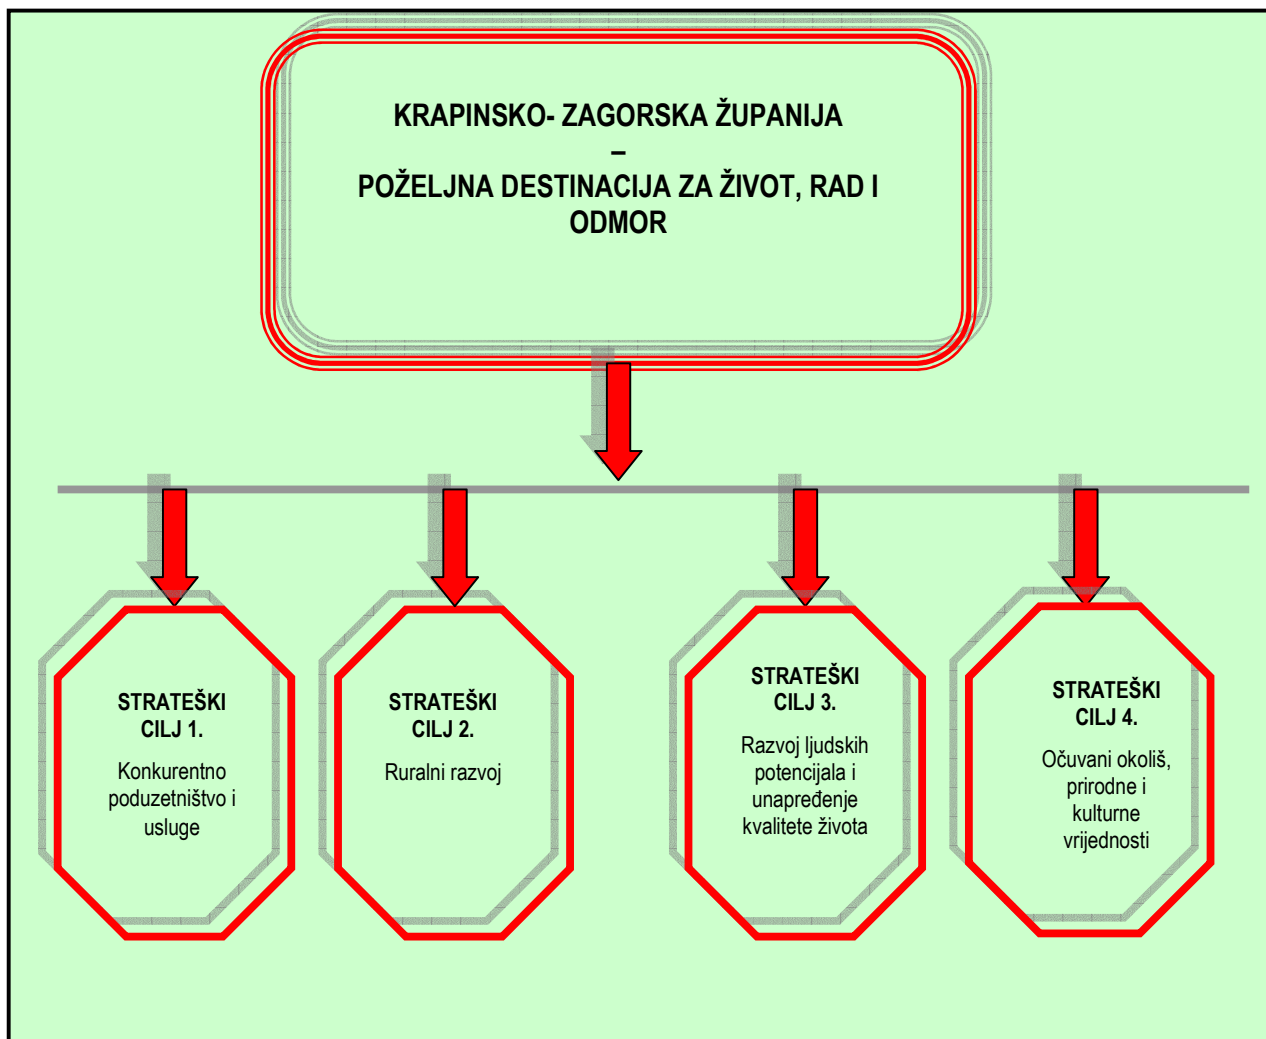 KRAPINSKO- ZAGORSKA ŽUPANIJA
–
POŽELJNA DESTINACIJA ZA ŽIVOT, RAD I
ODMOR
STRATEŠKI
CILJ 1.
Konkurentno
poduzetništvo i
usluge
STRATEŠKI
CILJ 2.
Ruralni razvoj
STRATEŠKI
CILJ 3.
Razvoj ljudskih
potencijala i
unapređenje
kvalitete života
STRATEŠKI
CILJ 4.
Očuvani okoliš,
prirodne i
kulturne
vrijednosti